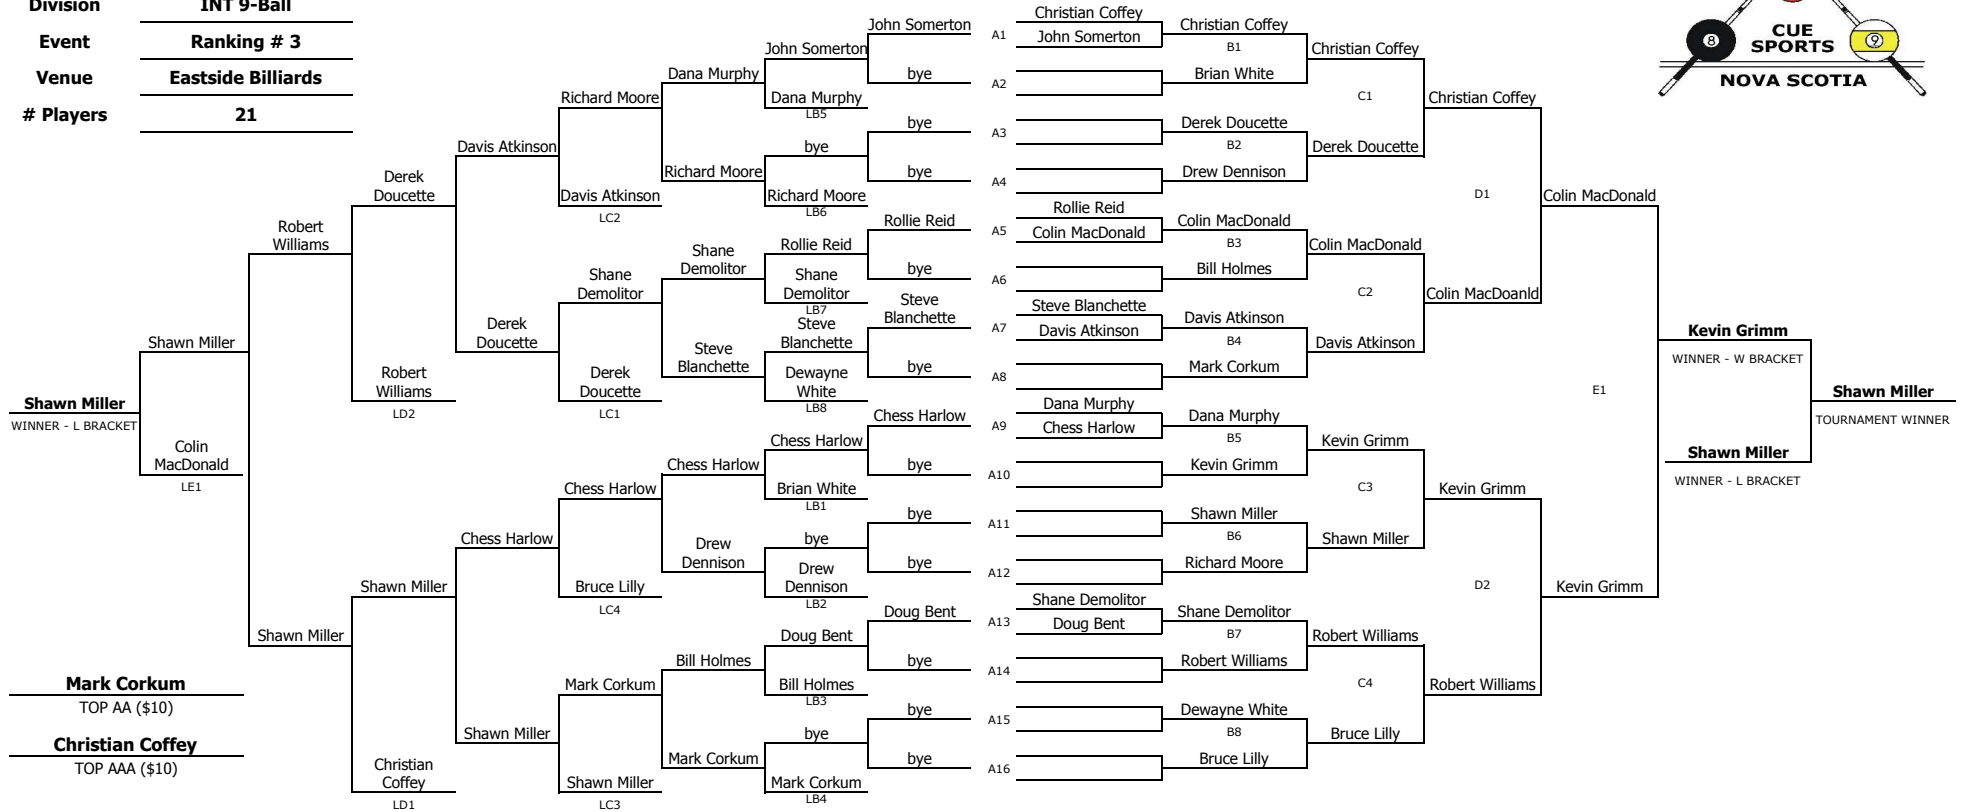 Division INT 9-Ball
Event Ranking # 3
Venue Eastside Billiards
# Players 21
CUE
SPORTS
NOVA SCOTIA
8
9
Shawn Miller
WINNER - L BRACKET
Mark Corkum
TOP AA ($10)
Christian Coffey
TOP AAA ($10)
Shawn Miller
Colin
MacDonald
LE1
Robert
Williams
Shawn Miller
Derek
Doucette
Robert
Williams
LD2
Shawn Miller
Christian
Coffey
LD1
Davis Atkinson
Derek
Doucette
Chess Harlow
Shawn Miller
Richard Moore
Davis Atkinson
LC2
Shane
Demolitor
Derek
Doucette
LC1
Chess Harlow
Bruce Lilly
LC4
Mark Corkum
Shawn Miller
LC3
Dana Murphy
Richard Moore
Shane
Demolitor
Steve
Blanchette
Chess Harlow
Drew
Dennison
Bill Holmes
Mark Corkum
John Somerton
Dana Murphy
LB5
bye
Richard Moore
LB6
Rollie Reid
Shane
Demolitor
LB7
Steve
Blanchette
Dewayne
White
LB8
Chess Harlow
Brian White
LB1
bye
Drew
Dennison
LB2
Doug Bent
Bill Holmes
LB3
bye
Mark Corkum
LB4
John Somerton
bye
bye
bye
Rollie Reid
bye
Steve
Blanchette
bye
Chess Harlow
bye
bye
bye
Doug Bent
bye
bye
bye
A1
A2
A3
A4
A5
A6
A7
A8
A9
A10
A11
A12
A13
A14
A15
A16
Christian Coffey
John Somerton
Rollie Reid
Colin MacDonald
Steve Blanchette
Davis Atkinson
Dana Murphy
Chess Harlow
Shane Demolitor
Doug Bent
Christian Coffey
B1
Brian White
Derek Doucette
B2
Drew Dennison
Colin MacDonald
B3
Bill Holmes
Davis Atkinson
B4
Mark Corkum
Dana Murphy
B5
Kevin Grimm
Shawn Miller
B6
Richard Moore
Shane Demolitor
B7
Robert Williams
Dewayne White
B8
Bruce Lilly
Christian Coffey
C1
Derek Doucette
Colin MacDonald
C2
Davis Atkinson
Kevin Grimm
C3
Shawn Miller
Robert Williams
C4
Bruce Lilly
Christian Coffey
D1
Colin MacDoanld
Kevin Grimm
D2
Robert Williams
Colin MacDonald
E1
Kevin Grimm
Kevin Grimm
WINNER - W BRACKET
Shawn Miller
WINNER - L BRACKET
Shawn Miller
TOURNAMENT WINNER